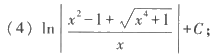 (4) ln |(x² − 1 + √(x⁴ + 1)) / x| + C;